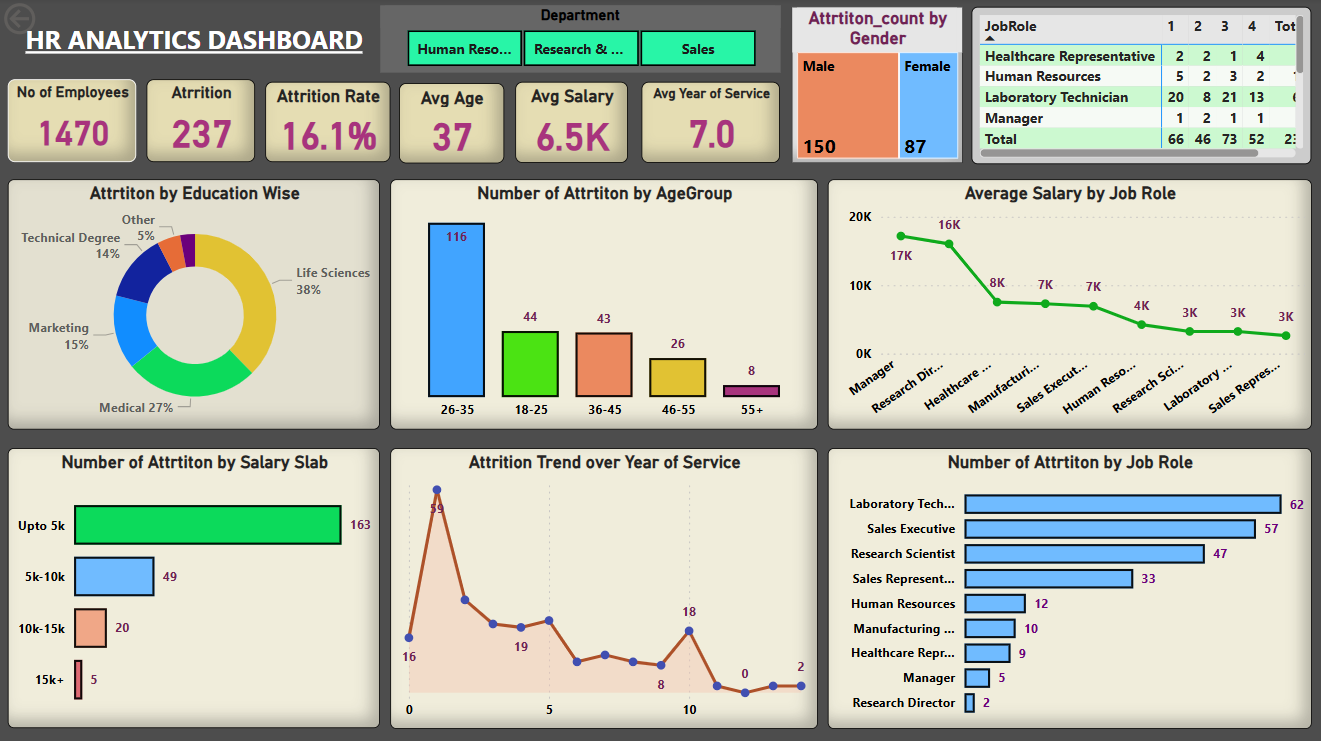 HR ANALYTICS DASHBOARD
Department
Human Reso...
Research & ...
Sales
No of Employees
1470
Attrition
237
Attrition Rate
16.1%
Avg Age
37
Avg Salary
6.5K
Avg Year of Service
7.0
Attrtiton_count by
Gender
Male
150
Female
87
JobRole 1 2 3 4 Tot
Healthcare Representative 2 2 1 4
Human Resources 5 2 3 2
Laboratory Technician 20 8 21 13
Manager 1 2 1 1
Total 66 46 73 52
Attrtiton by Education Wise
Other
5%
Technical Degree
14%
Life Sciences
38%
Marketing
15%
Medical 27%
Number of Attrtiton by AgeGroup
116
44
43
26
8
26-35
18-25
36-45
46-55
55+
Average Salary by Job Role
20K
10K
0K
17K
16K
8K
7K
7K
4K
3K
3K
3K
Manager
Research Dir...
Healthcare ...
Manufacturi...
Sales Execut...
Human Reso...
Research Sci...
Laboratory ...
Sales Repres...
Number of Attrtiton by Salary Slab
Upto 5k 163
5k-10k 49
10k-15k 20
15k+ 5
Attrition Trend over Year of Service
16
59
19
8
18
0
2
0
5
10
Number of Attrtiton by Job Role
Laboratory Tech... 62
Sales Executive 57
Research Scientist 47
Sales Represent... 33
Human Resources 12
Manufacturing ... 10
Healthcare Repr... 9
Manager 5
Research Director 2